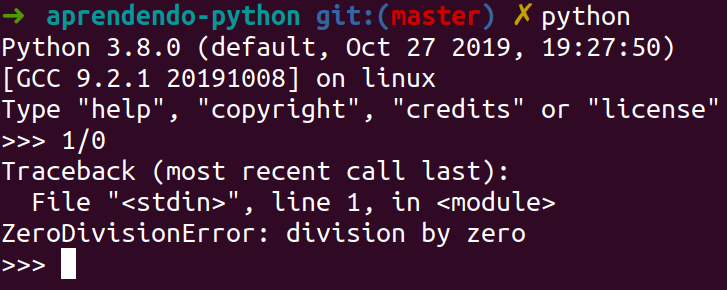 ➜ aprendendo-python git:(master) ✗ python
Python 3.8.0 (default, Oct 27 2019, 19:27:50)
[GCC 9.2.1 20191008] on linux
Type "help", "copyright", "credits" or "license"
>>> 1/0
Traceback (most recent call last):
  File "<stdin>", line 1, in <module>
ZeroDivisionError: division by zero
>>>